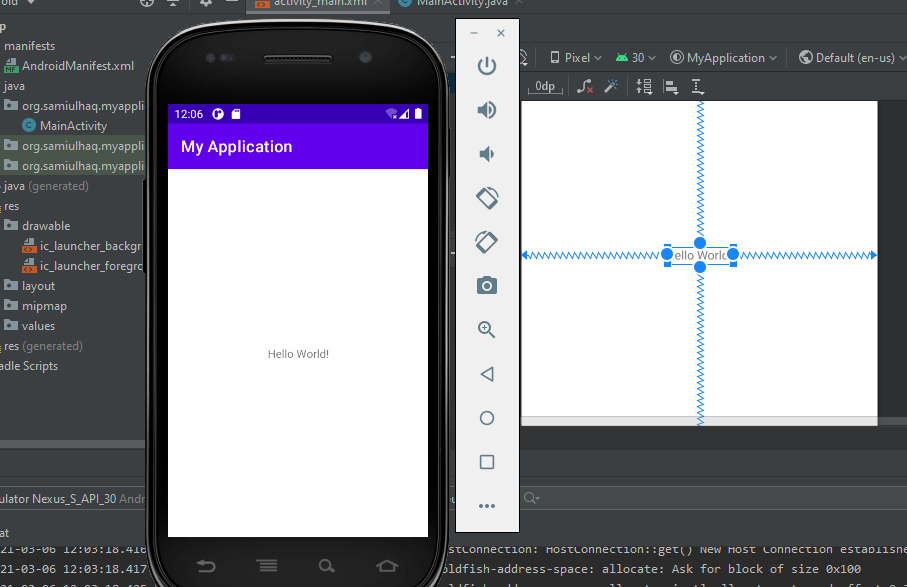 activity_main.xml
MainActivity.java
manifests
AndroidManifest.xml
java
org.samiulhaq.myappli
MainActivity
org.samiulhaq.myappli
org.samiulhaq.myappli
java (generated)
res
drawable
ic_launcher_backgr
ic_launcher_foregro
layout
mipmap
values
res (generated)
adle Scripts
12:06
My Application
Hello World!
Pixel
30
MyApplication
Default (en-us)
0dp
ello World
ulator Nexus_S_API_30 Andr
at
21-03-06 12:03:18.416
ostConnection: HostConnection::get() New Host Connection establishe
21-03-06 12:03:18.417
oldfish-address-space: allocate: Ask for block of size 0x100